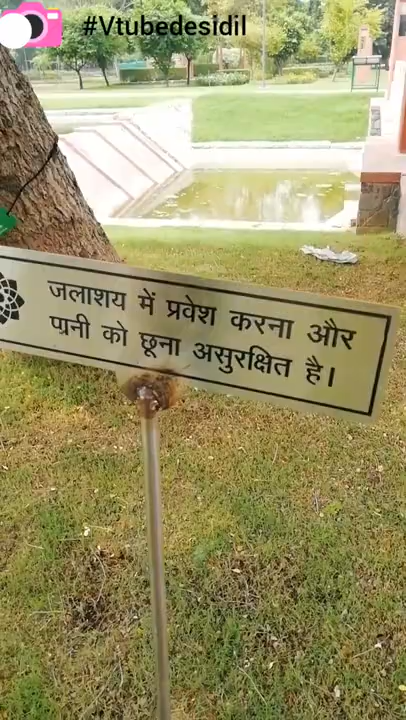 #Vtubedesidil
जलाशय में प्रवेश करना और
पानी को छूना असुरक्षित है।